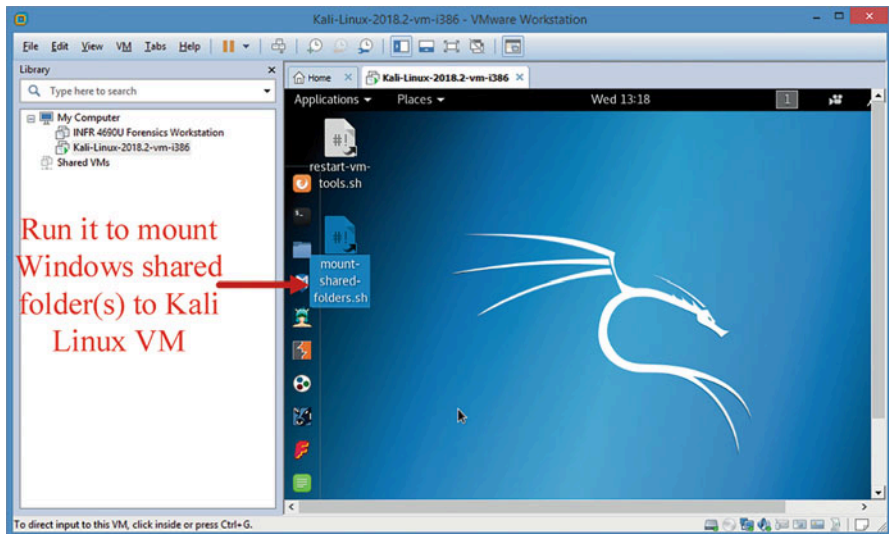 Kali-Linux-2018.2-vm-i386 - VMware Workstation
File Edit View VM Tabs Help
Library
Type here to search
My Computer
INFR 4690U Forensics Workstation
Kali-Linux-2018.2-vm-i386
Shared VMs
Run it to mount
Windows shared
folder(s) to Kali
Linux VM
Home
Kali-Linux-2018.2-vm-i386
Applications
Places
Wed 13:18
1
#!
restart-vm-
tools.sh
#!
mount-
shared-
folders.sh
To direct input to this VM, click inside or press Ctrl+G.